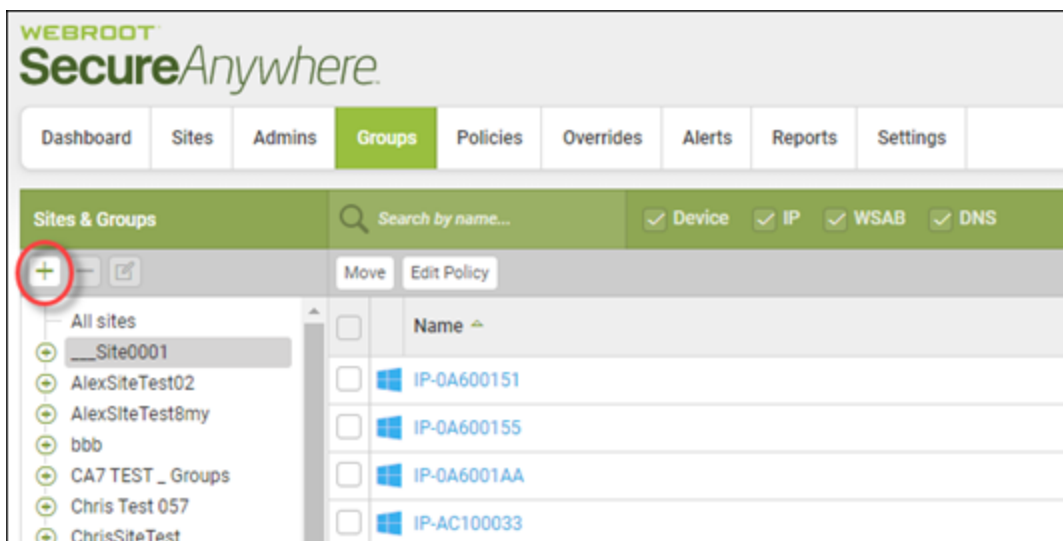 WEBROOT
SecureAnywhere.
Dashboard Sites Admins Groups Policies Overrides Alerts Reports Settings
Sites & Groups Search by name... Device IP WSAB DNS
Move Edit Policy
All sites
___Site0001
AlexSiteTest02
AlexSIteTest8my
bbb
CA7 TEST _ Groups
Chris Test 057
ChrisSiteTest
Name
IP-0A600151
IP-0A600155
IP-0A6001AA
IP-AC100033